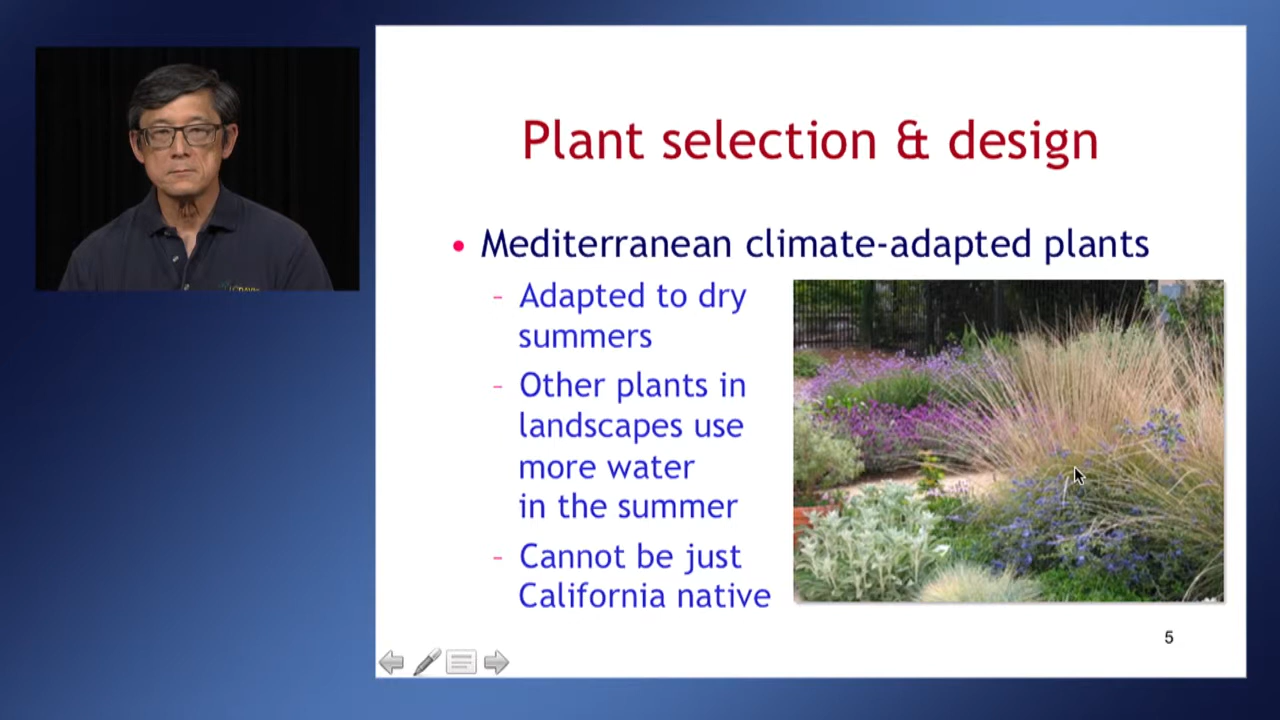 Plant selection & design
• Mediterranean climate-adapted plants
– Adapted to dry
summers
– Other plants in
landscapes use
more water
in the summer
– Cannot be just
California native
5